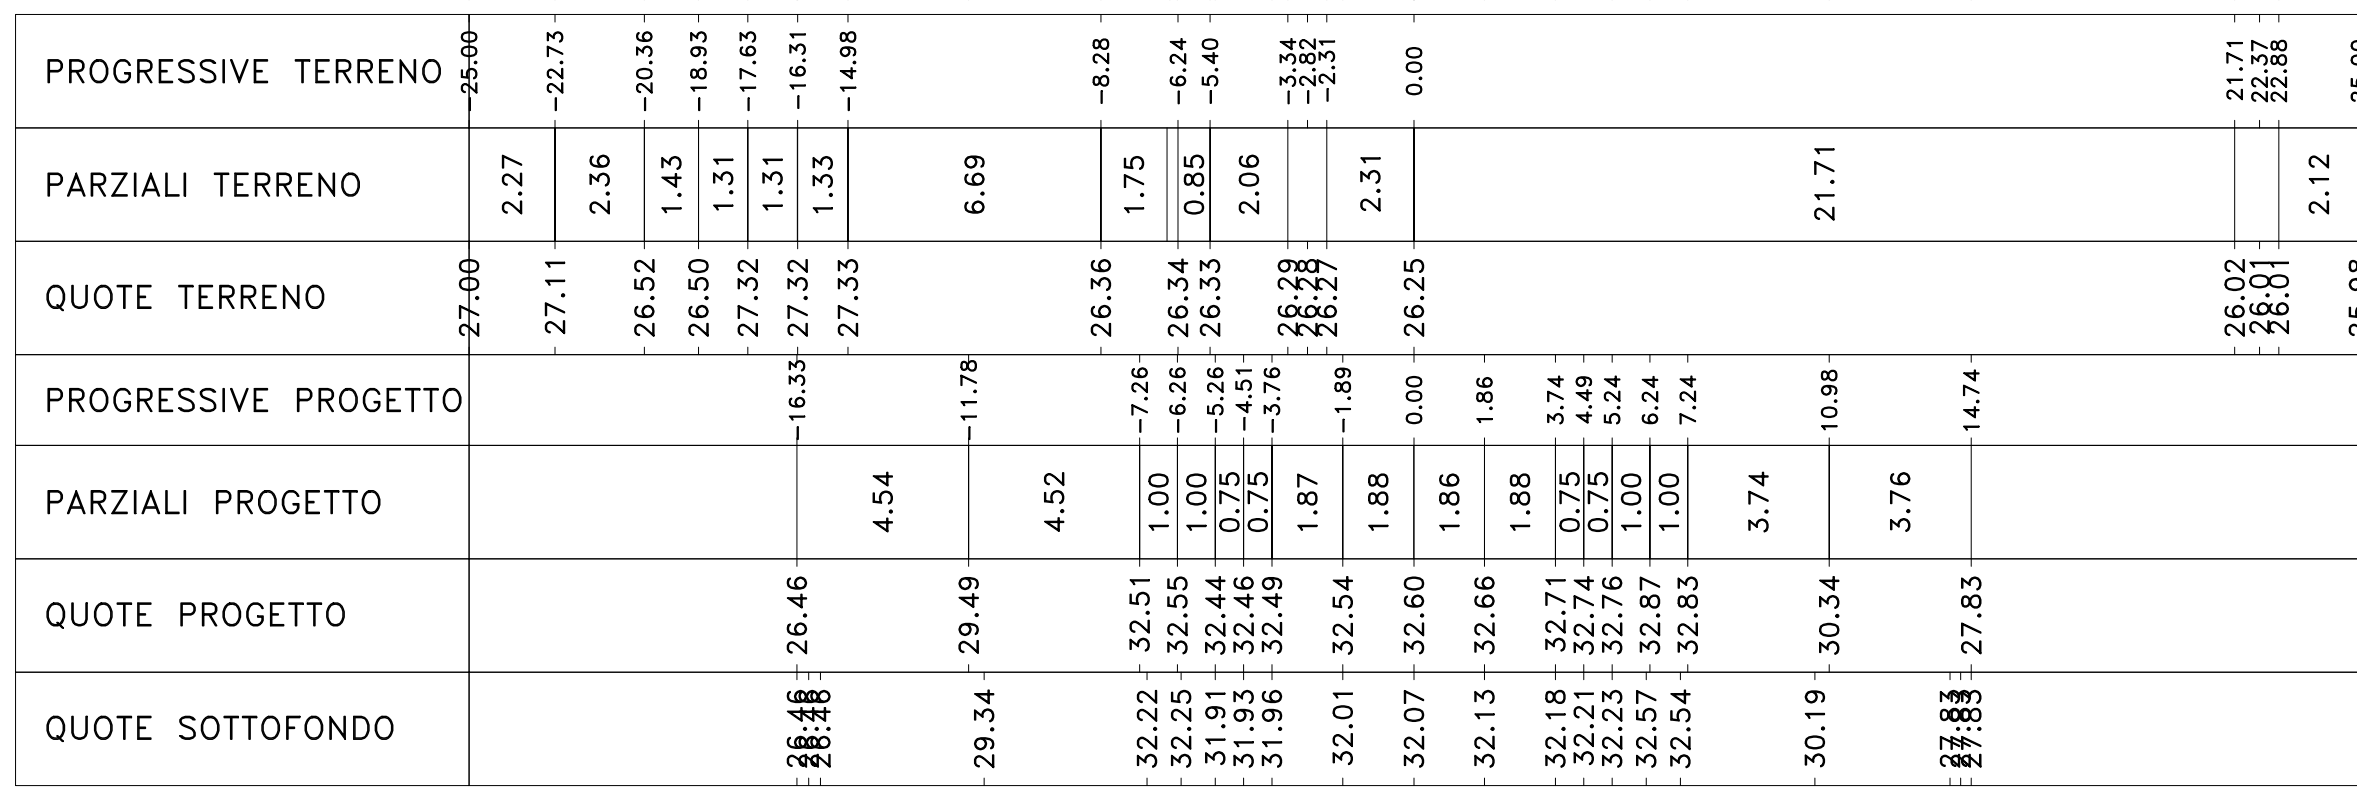 PROGRESSIVE TERRENO -25.00 -22.73 -20.36 -18.93 -17.63 -16.31 -14.98 -8.28 -6.24 -5.40 -3.34 -2.82 -2.31 0.00 21.71 22.37 22.88
PARZIALI TERRENO 2.27 2.36 1.43 1.31 1.31 1.33 6.69 1.75 0.85 2.06 2.31 21.71 2.12
QUOTE TERRENO 27.00 27.11 26.52 26.50 27.32 27.32 27.33 26.36 26.34 26.33 26.29 26.28 26.27 26.25 26.02 26.01 26.01
PROGRESSIVE PROGETTO -16.33 -11.78 -7.26 -6.26 -5.26 -4.51 -3.76 -1.89 0.00 1.86 3.74 4.49 5.24 6.24 7.24 10.98 14.74
PARZIALI PROGETTO 4.54 4.52 1.00 1.00 0.75 0.75 1.87 1.88 1.86 1.88 0.75 0.75 1.00 1.00 3.74 3.76
QUOTE PROGETTO 26.46 29.49 32.51 32.55 32.44 32.46 32.49 32.54 32.60 32.66 32.71 32.74 32.76 32.87 32.83 30.34 27.83
QUOTE SOTTOFONDO 26.46 26.46 29.34 32.22 32.25 31.91 31.93 31.96 32.01 32.07 32.13 32.18 32.21 32.23 32.57 32.54 30.19 27.83 27.83